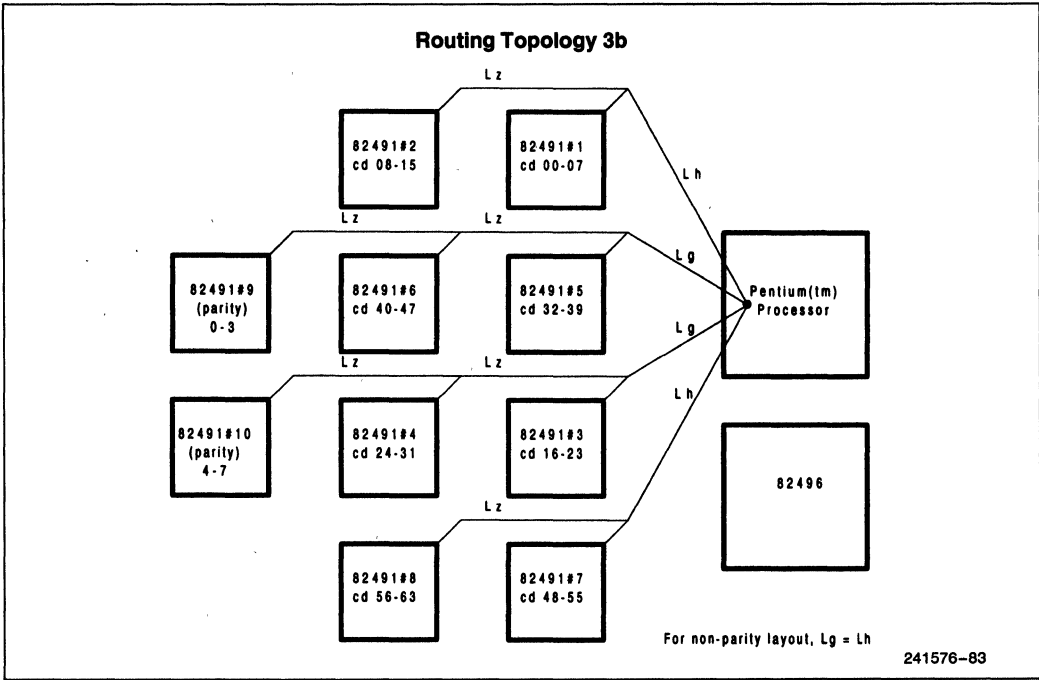 Routing Topology 3b
Lz
82491#2
cd 08-15
82491#1
cd 00-07
Lh
Lz
Lz
Lg
82491#9
(parity)
0-3
82491#6
cd 40-47
82491#5
cd 32-39
Pentium(tm)
Processor
Lg
Lz
Lz
Lh
82491#10
(parity)
4-7
82491#4
cd 24-31
82491#3
cd 16-23
82496
Lz
82491#8
cd 56-63
82491#7
cd 48-55
For non-parity layout, Lg = Lh
241576-83